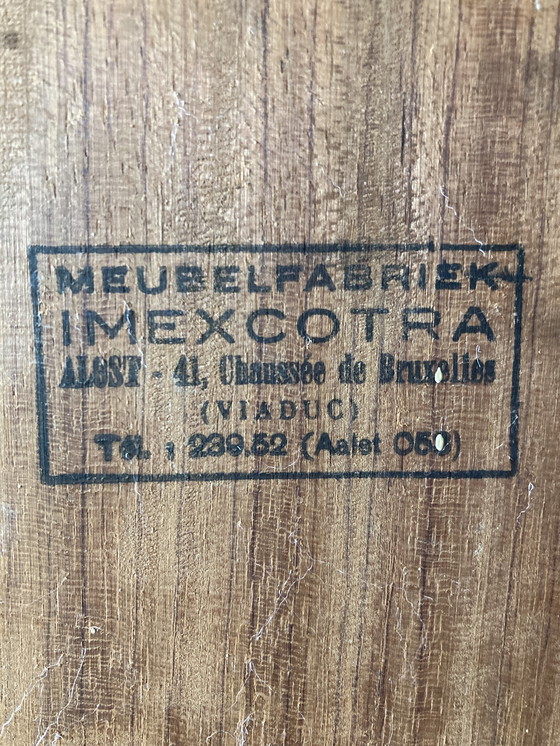 MEUBELFABRIEK
IMEXCOTRA
ALOST - 41, Chaussée de Bruxelles
(VIADUC)
Tél. : 239.52 (Aalst 053)